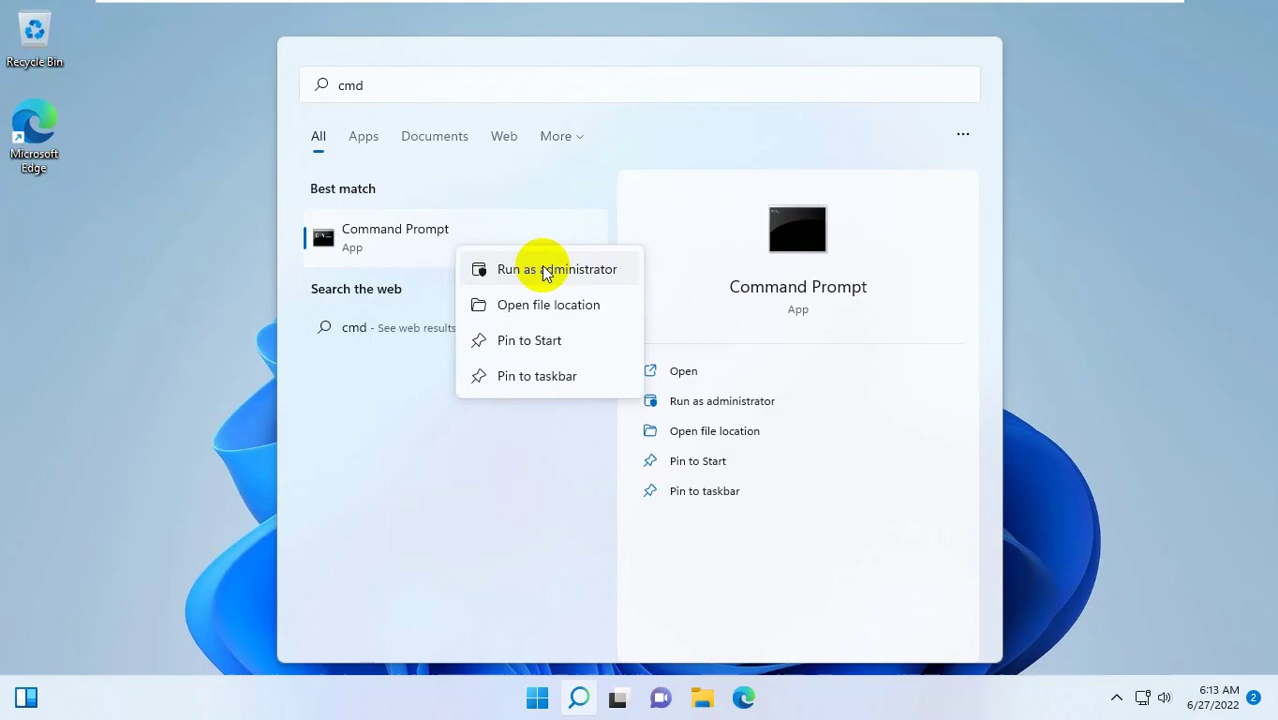 Recycle Bin
Microsoft
Edge
cmd
All Apps Documents Web More
Best match
Command Prompt
App
Search the web
cmd - See web results
Run as administrator
Open file location
Pin to Start
Pin to taskbar
Command Prompt
App
Open
Run as administrator
Open file location
Pin to Start
Pin to taskbar
6:13 AM
6/27/2022
2